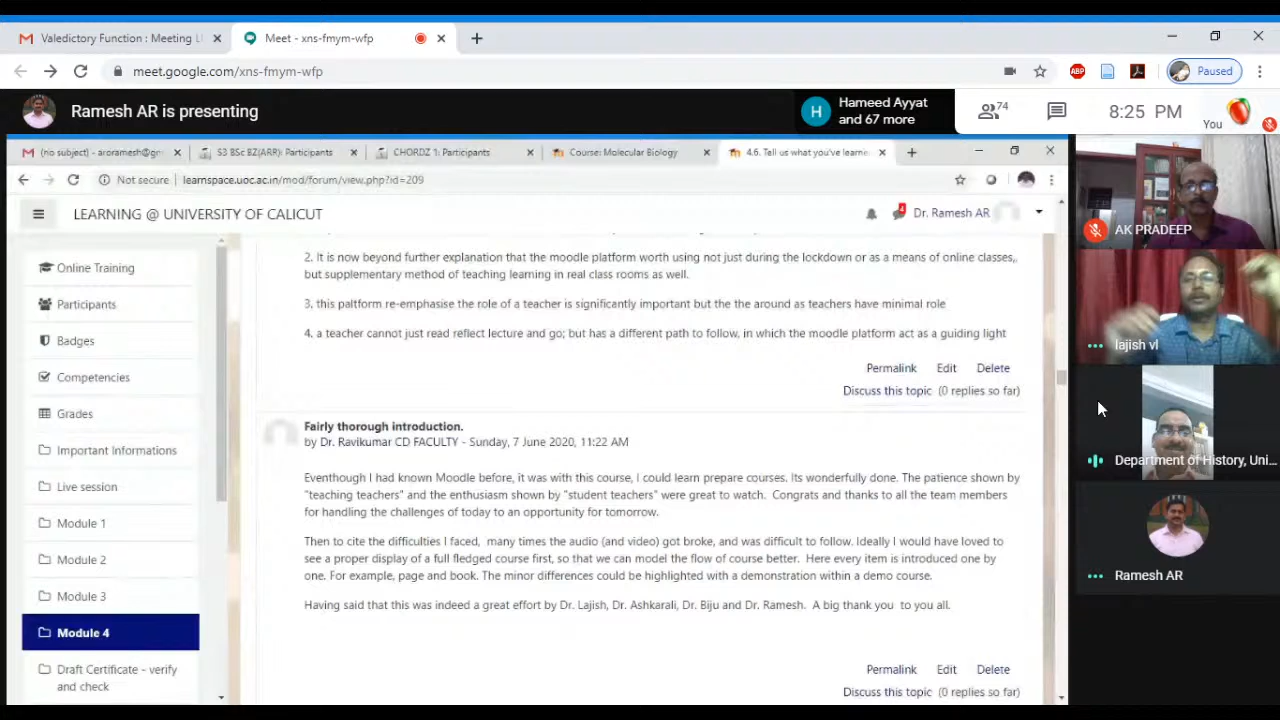 Valedictory Function : Meeting L
Meet - xns-fmym-wfp
meet.google.com/xns-fmym-wfp
ABP
Paused
Ramesh AR is presenting
H
Hameed Ayyat
and 67 more
74
8:25 PM
You
(no subject) - aroramesh@g
S3 BSc BZ(ARR): Participants
CHORDZ 1: Participants
Course: Molecular Biology
4.6. Tell us what you've learne
Not secure
learnspace.uoc.ac.in/mod/forum/view.php?id=209
LEARNING @ UNIVERSITY OF CALICUT
4
Dr. Ramesh AR
Online Training
Participants
Badges
Competencies
Grades
Important Informations
Live session
Module 1
Module 2
Module 3
Module 4
Draft Certificate - verify
and check
2. It is now beyond further explanation that the moodle platform worth using not just during the lockdown or as a means of online classes,,
but supplementary method of teaching learning in real class rooms as well.
3, this paltform re-emphasise the role of a teacher is significantly important but the the around as teachers have minimal role
4, a teacher cannot just read reflect lecture and go; but has a different path to follow, in which the moodle platform act as a guiding light
Permalink Edit Delete
Discuss this topic (0 replies so far)
Fairly thorough introduction.
by Dr. Ravikumar CD FACULTY - Sunday, 7 June 2020, 11:22 AM
Eventhough I had known Moodle before, it was with this course, I could learn prepare courses. Its wonderfully done. The patience shown by
"teaching teachers" and the enthusiasm shown by "student teachers" were great to watch. Congrats and thanks to all the team members
for handling the challenges of today to an opportunity for tomorrow.
Then to cite the difficulties I faced, many times the audio (and video) got broke, and was difficult to follow. Ideally I would have loved to
see a proper display of a full fledged course first, so that we can model the flow of course better. Here every item is introduced one by
one. For example, page and book. The minor differences could be highlighted with a demonstration within a demo course.
Having said that this was indeed a great effort by Dr. Lajish, Dr. Ashkarali, Dr. Biju and Dr. Ramesh. A big thank you to you all.
Permalink Edit Delete
Discuss this topic (0 replies so far)
AK PRADEEP
lajish vl
Department of History, Uni...
Ramesh AR